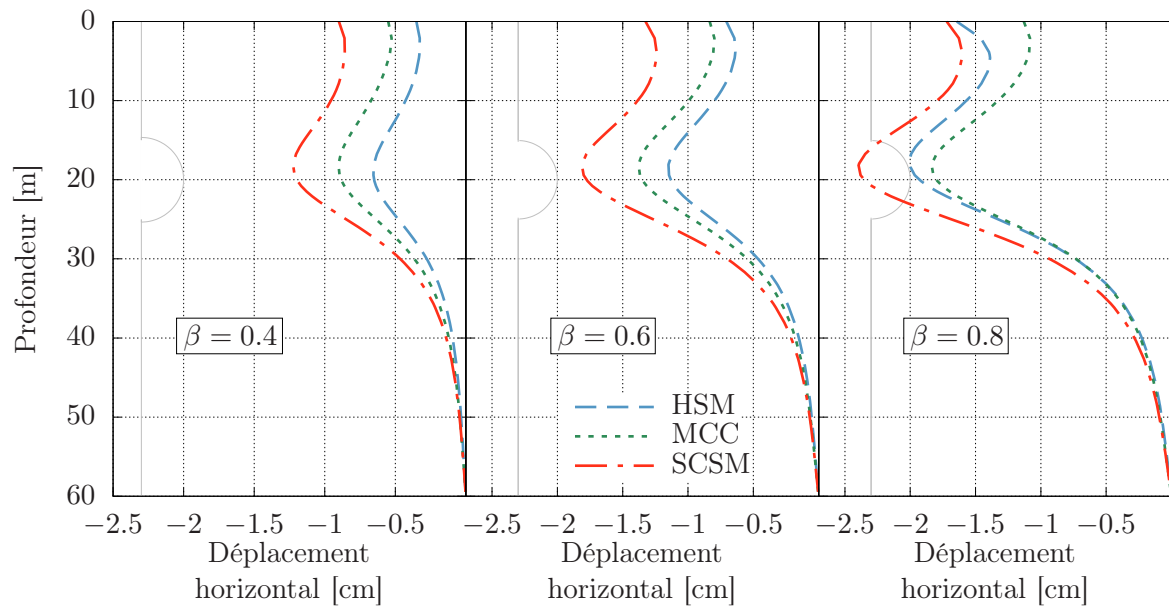 0
10
20
30
40
50
60
Profondeur [m]
β = 0.4
β = 0.6
β = 0.8
HSM
MCC
SCSM
−2.5 −2 −1.5 −1 −0.5
−2.5 −2 −1.5 −1 −0.5
−2.5 −2 −1.5 −1 −0.5
Déplacement
horizontal [cm]
Déplacement
horizontal [cm]
Déplacement
horizontal [cm]